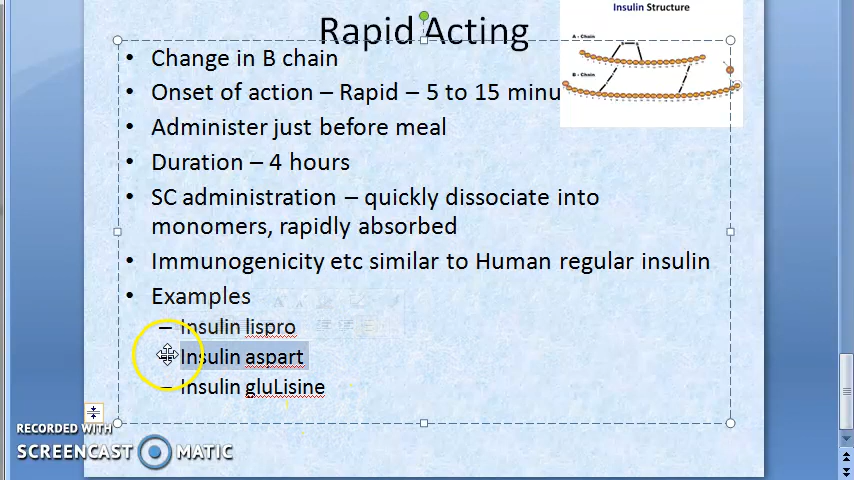 Rapid Acting
Insulin Structure
A - Chain
B - Chain
• Change in B chain
• Onset of action – Rapid – 5 to 15 minu
• Administer just before meal
• Duration – 4 hours
• SC administration – quickly dissociate into
monomers, rapidly absorbed
• Immunogenicity etc similar to Human regular insulin
• Examples
– Insulin lispro
– Insulin aspart
– Insulin gluLisine
RECORDED WITH
SCREENCAST MATIC